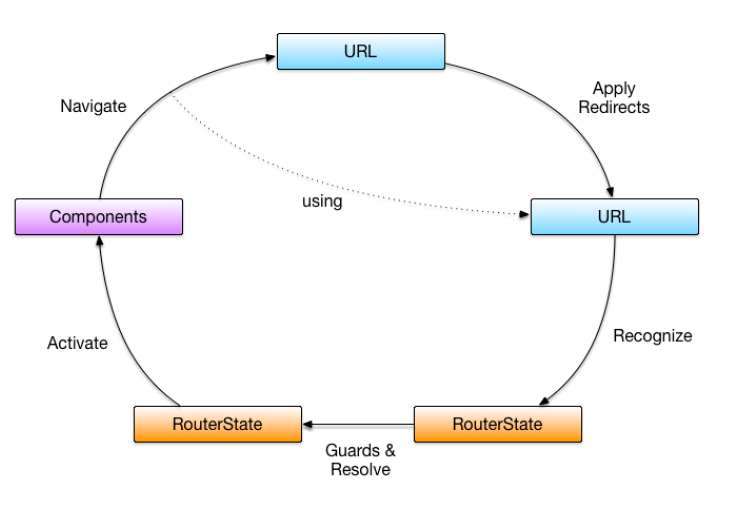 URL
Apply
Redirects
Navigate
using
Components
URL
Recognize
Activate
RouterState
RouterState
Guards &
Resolve